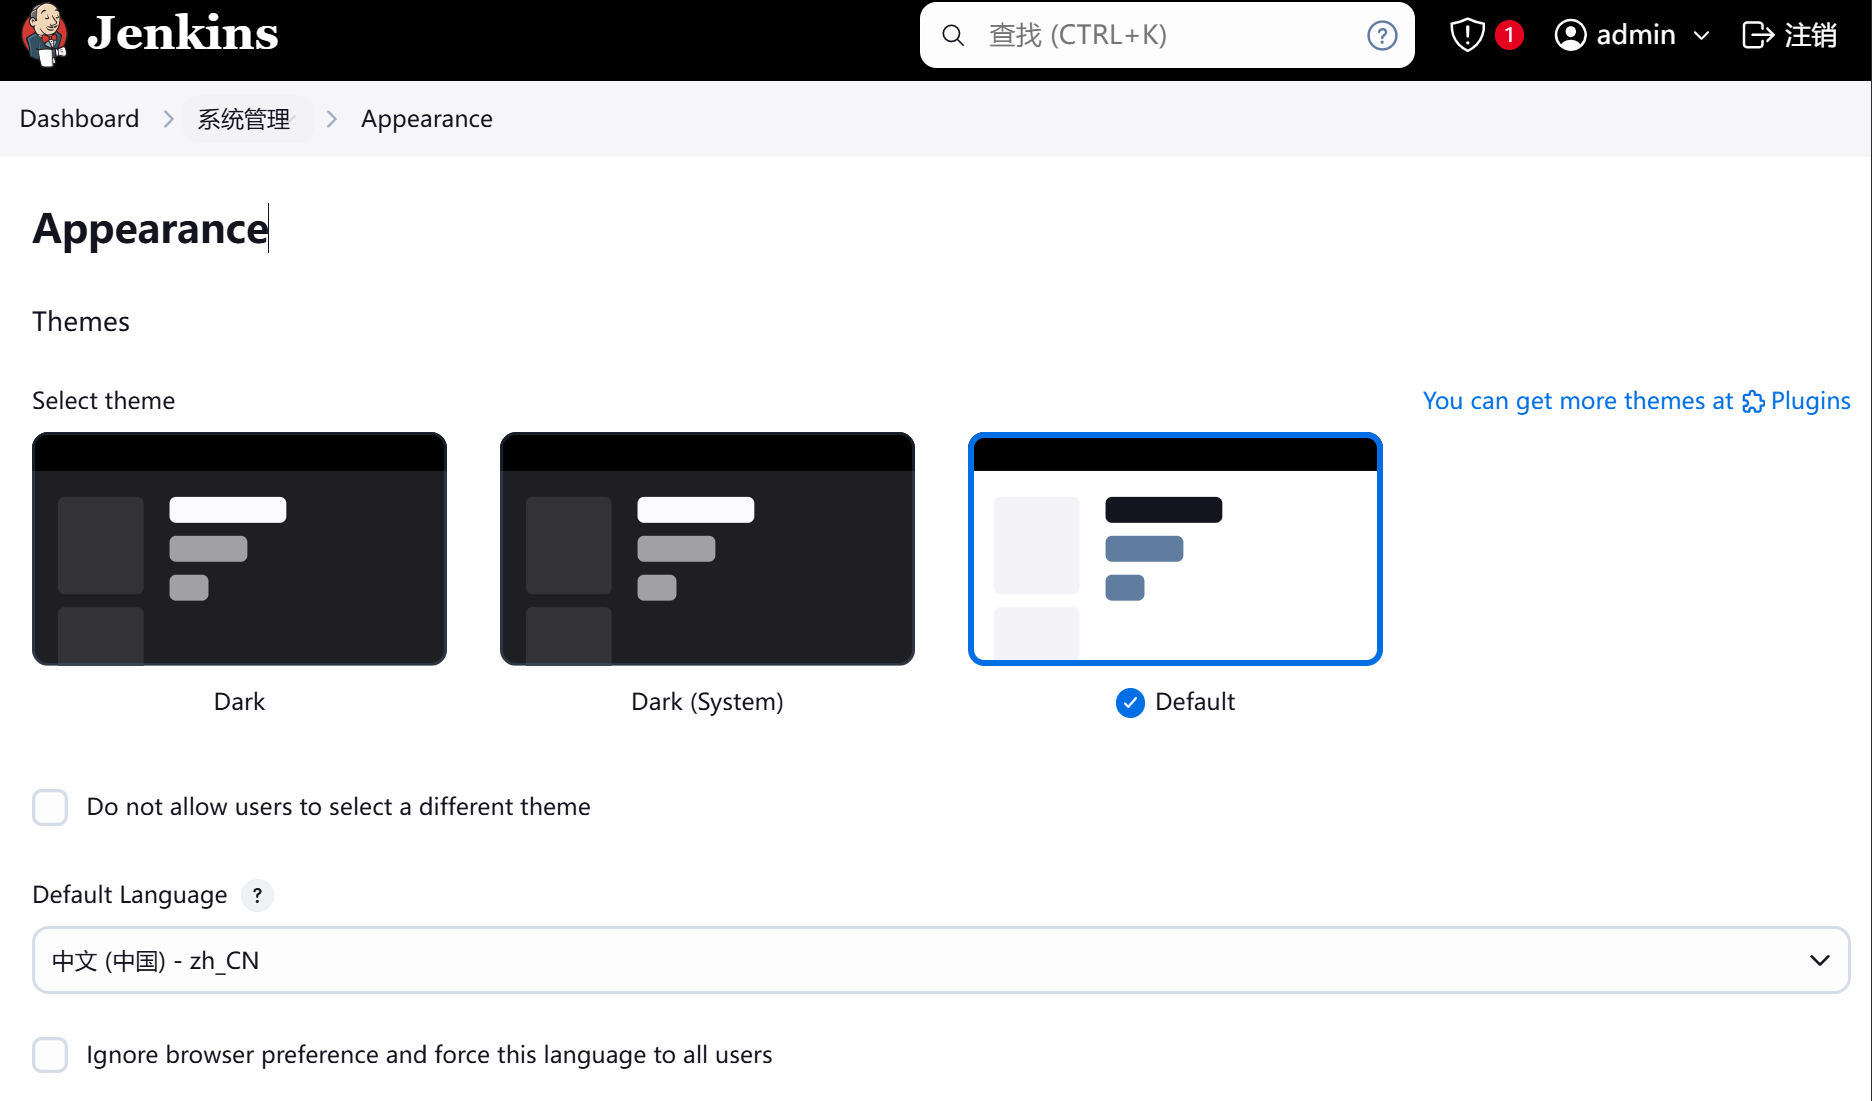 Jenkins
查找 (CTRL+K)
?
1
admin
注销
Dashboard
系统管理
Appearance
Appearance
Themes
Select theme
You can get more themes at Plugins
Dark
Dark (System)
Default
Do not allow users to select a different theme
Default Language ?
中文 (中国) - zh_CN
Ignore browser preference and force this language to all users